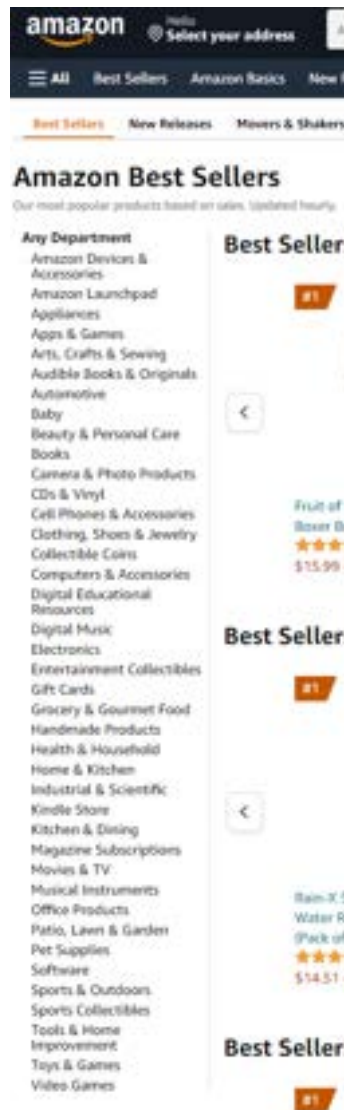 amazon
Hello
Select your address
All Best Sellers Amazon Basics New
Best Sellers New Releases Movers & Shakers
Amazon Best Sellers
Our most popular products based on sales. Updated hourly.
Any Department
Amazon Devices &
Accessories
Amazon Launchpad
Appliances
Apps & Games
Arts, Crafts & Sewing
Audible Books & Originals
Automotive
Baby
Beauty & Personal Care
Books
Camera & Photo Products
CDs & Vinyl
Cell Phones & Accessories
Clothing, Shoes & Jewelry
Collectible Coins
Computers & Accessories
Digital Educational
Resources
Digital Music
Electronics
Entertainment Collectibles
Gift Cards
Grocery & Gourmet Food
Handmade Products
Health & Household
Home & Kitchen
Industrial & Scientific
Kindle Store
Kitchen & Dining
Magazine Subscriptions
Movies & TV
Musical Instruments
Office Products
Patio, Lawn & Garden
Pet Supplies
Software
Sports & Outdoors
Sports Collectibles
Tools & Home
Improvement
Toys & Games
Video Games
Best Seller
#1
Fruit of
Boxer B
$15.99
Best Seller
#1
Rain-X
Water R
(Pack of
$14.51
Best Seller
#1